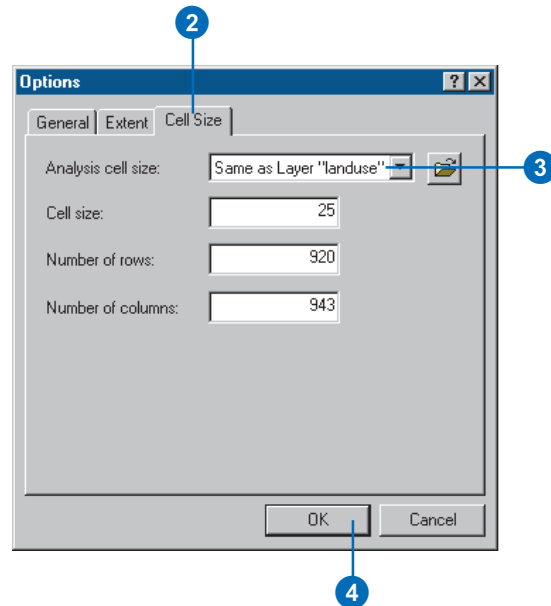 2
Options
General Extent Cell Size
Analysis cell size: Same as Layer "landuse"
3
Cell size: 25
Number of rows: 920
Number of columns: 943
OK Cancel
4